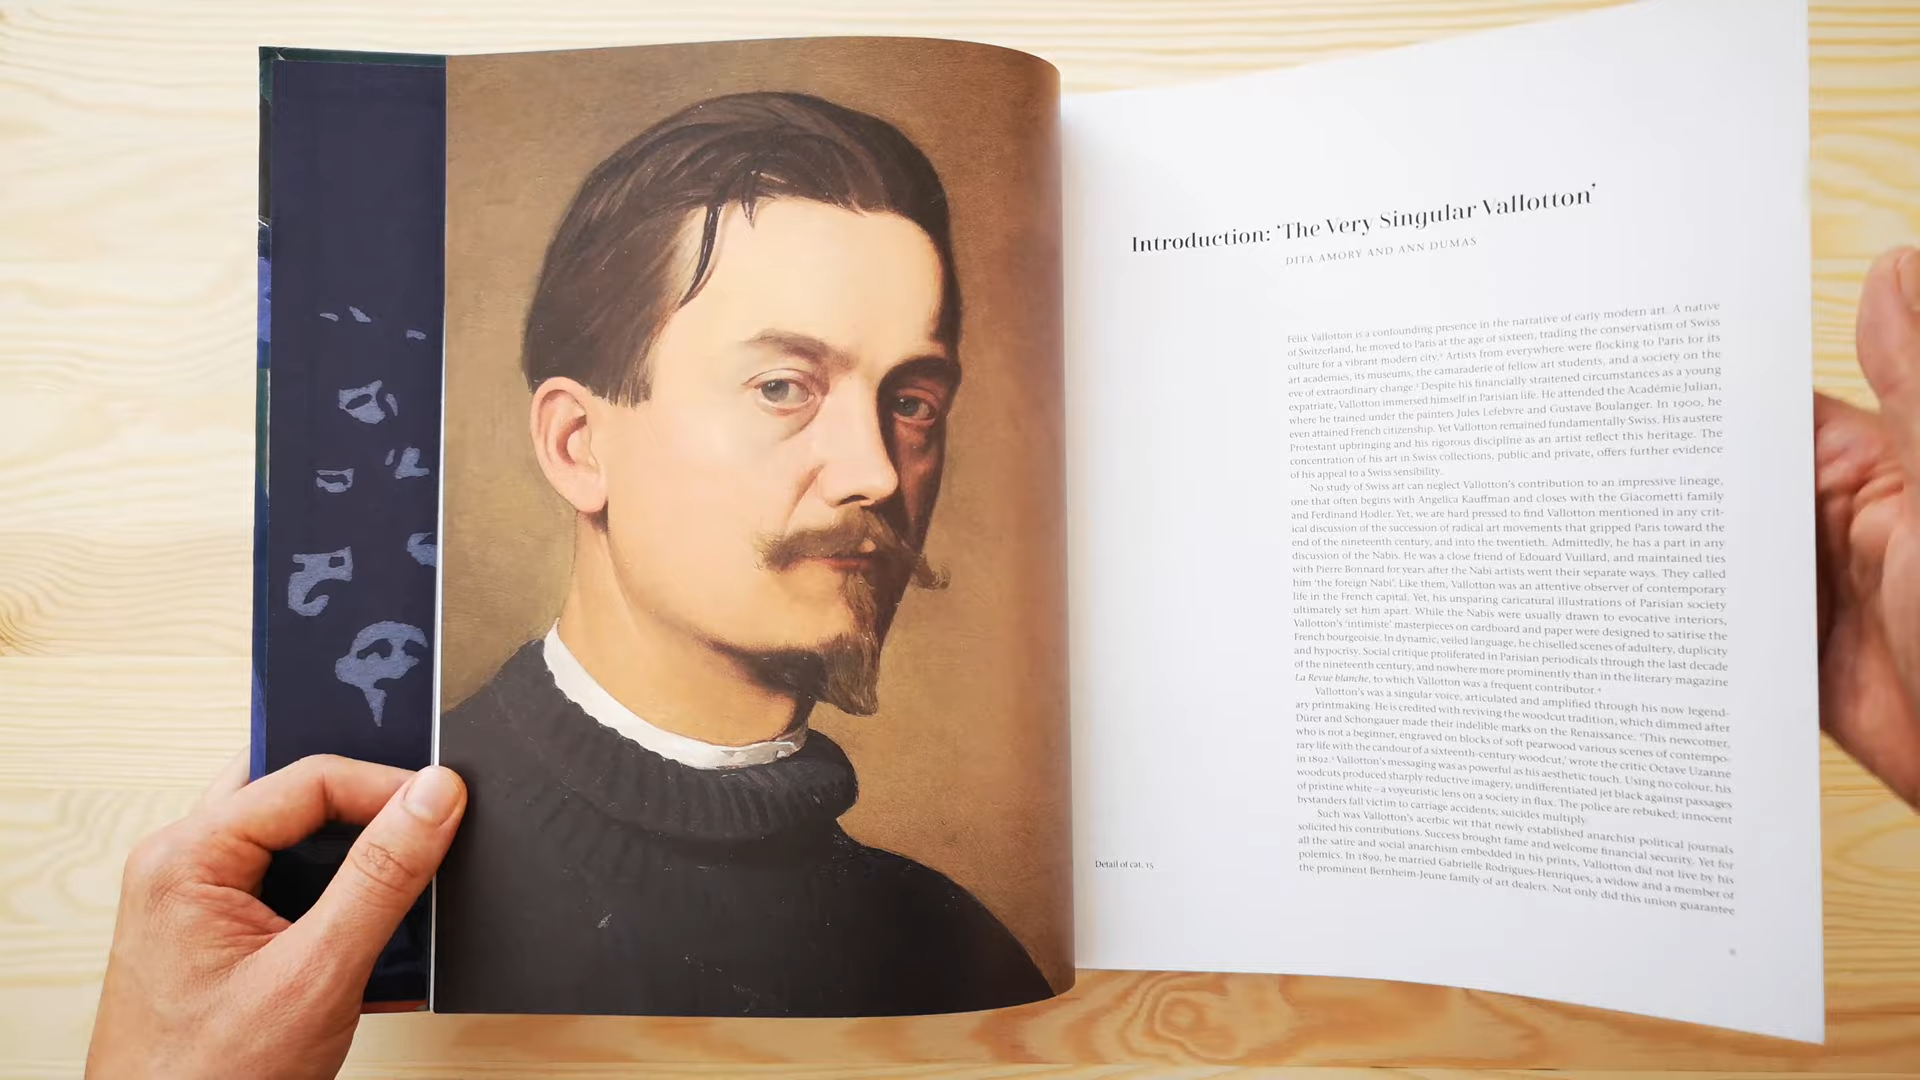 Introduction: ‘The Very Singular Vallotton’
DITA AMORY AND ANN DUMAS
Félix Vallotton is a confounding presence in the narrative of early modern art. A native
of Switzerland, he moved to Paris at the age of sixteen, trading the conservatism of Swiss
culture for a vibrant modern city.¹ Artists from everywhere were flocking to Paris for its
art academies, its museums, the camaraderie of fellow art students, and a society on the
eve of extraordinary change.² Despite his financially straitened circumstances as a young
expatriate, Vallotton immersed himself in Parisian life. He attended the Académie Julian,
where he trained under the painters Jules Lefebvre and Gustave Boulanger. In 1900, he
even attained French citizenship. Yet Vallotton remained fundamentally Swiss. His austere
Protestant upbringing and his rigorous discipline as an artist reflect this heritage. The
concentration of his art in Swiss collections, public and private, offers further evidence
of his appeal to a Swiss sensibility.
No study of Swiss art can neglect Vallotton’s contribution to an impressive lineage,
one that often begins with Angelica Kauffman and closes with the Giacometti family
and Ferdinand Hodler. Yet, we are hard pressed to find Vallotton mentioned in any crit-
ical discussion of the succession of radical art movements that gripped Paris toward the
end of the nineteenth century, and into the twentieth. Admittedly, he has a part in any
discussion of the Nabis. He was a close friend of Edouard Vuillard, and maintained ties
with Pierre Bonnard for years after the Nabi artists went their separate ways. They called
him ‘the foreign Nabi’. Like them, Vallotton was an attentive observer of contemporary
life in the French capital. Yet, his unsparing caricatural illustrations of Parisian society
ultimately set him apart. While the Nabis were usually drawn to evocative interiors,
Vallotton’s ‘intimiste’ masterpieces on cardboard and paper were designed to satirise the
French bourgeoisie. In dynamic, veiled language, he chiselled scenes of adultery, duplicity
and hypocrisy. Social critique proliferated in Parisian periodicals through the last decade
of the nineteenth century, and nowhere more prominently than in the literary magazine
La Revue blanche, to which Vallotton was a frequent contributor.⁴
Vallotton’s was a singular voice, articulated and amplified through his now legend-
ary printmaking. He is credited with reviving the woodcut tradition, which dimmed after
Dürer and Schongauer made their indelible marks on the Renaissance. ‘This newcomer,
who is not a beginner, engraved on blocks of soft pearwood various scenes of contempo-
rary life with the candour of a sixteenth-century woodcut,’ wrote the critic Octave Uzanne
in 1892.⁵ Vallotton’s messaging was as powerful as his aesthetic touch. Using no colour, his
woodcuts produced sharply reductive imagery, undifferentiated jet black against passages
of pristine white – a voyeuristic lens on a society in flux. The police are rebuked; innocent
bystanders fall victim to carriage accidents; suicides multiply.
Such was Vallotton’s acerbic wit that newly established anarchist political journals
solicited his contributions. Success brought fame and welcome financial security. Yet for
all the satire and social anarchism embedded in his prints, Vallotton did not live by his
polemics. In 1899, he married Gabrielle Rodrigues-Henriques, a widow and a member of
the prominent Bernheim-Jeune family of art dealers. Not only did this union guarantee
Detail of cat. 15